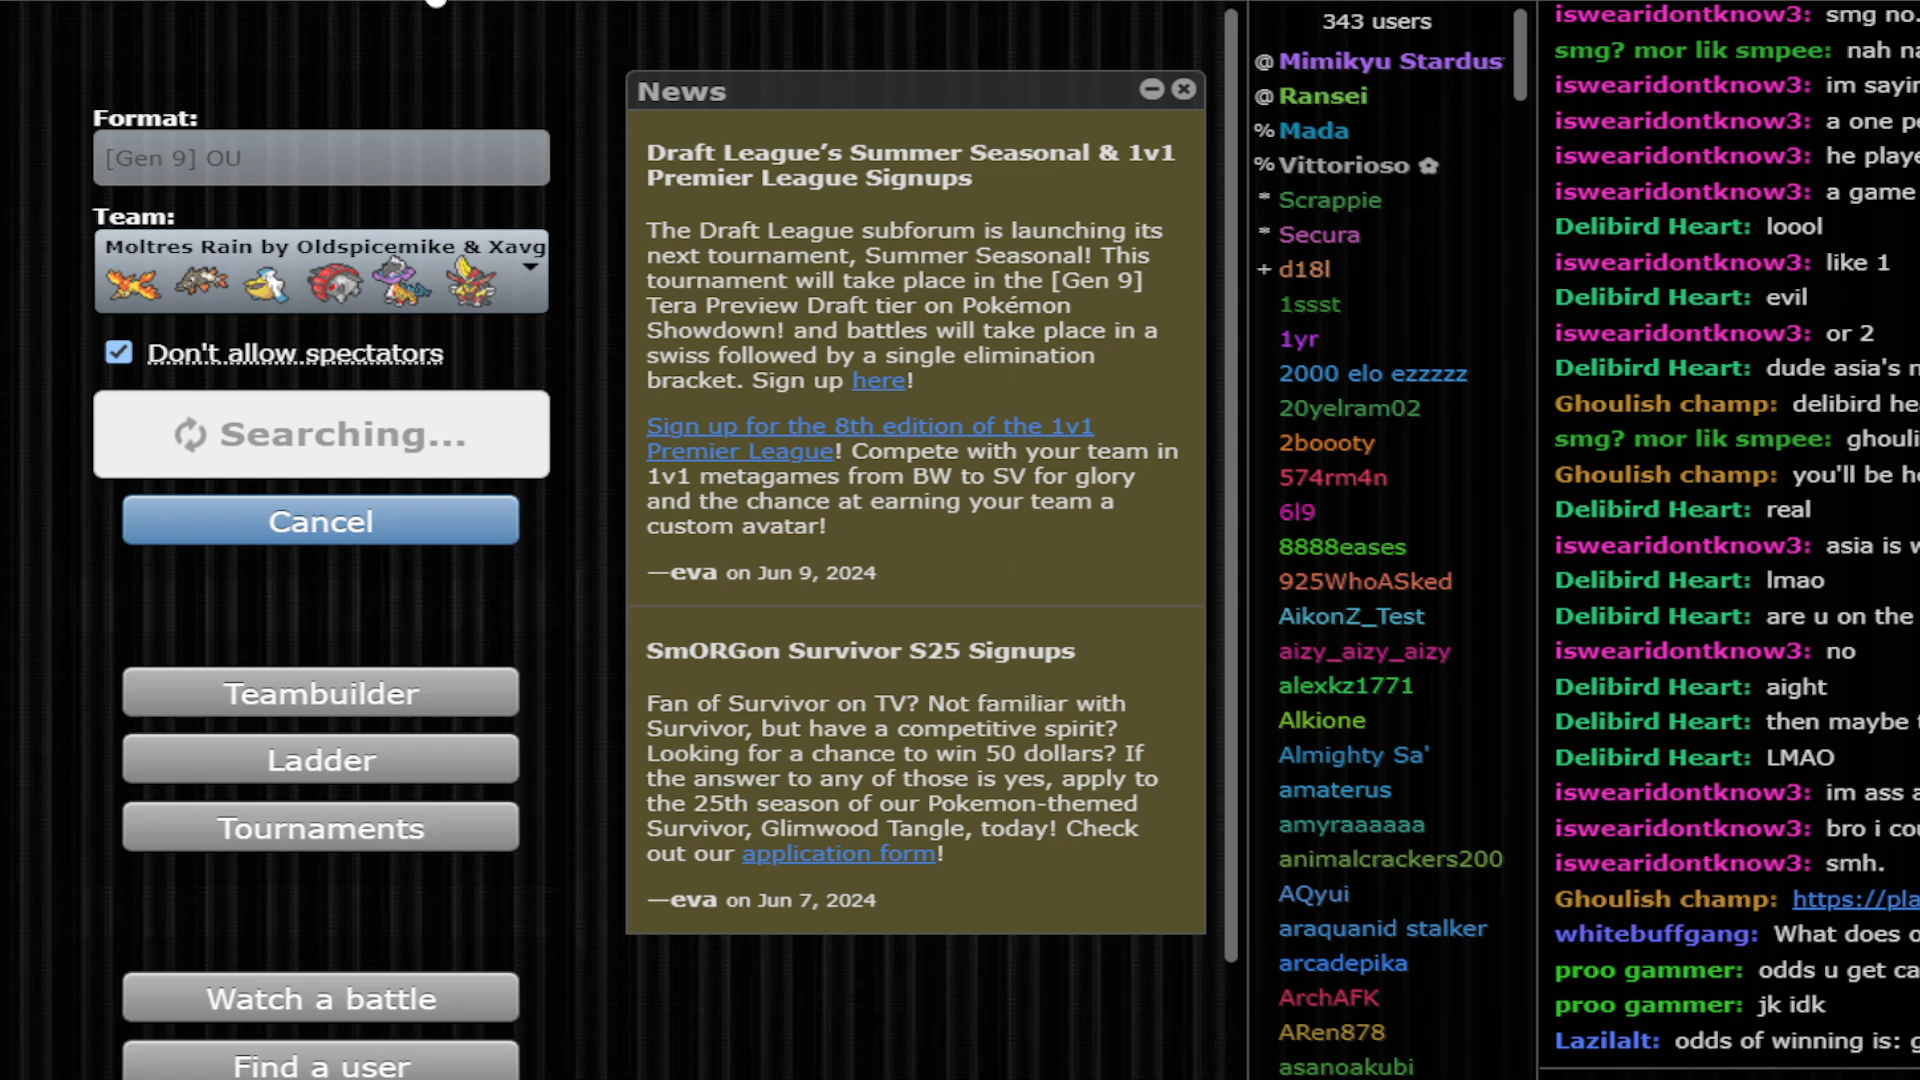 Format:
[Gen 9] OU
Team:
Moltres Rain by Oldspicemike & Xavg
Don't allow spectators
Searching...
Cancel
Teambuilder
Ladder
Tournaments
Watch a battle
Find a user
News
Draft League’s Summer Seasonal & 1v1
Premier League Signups
The Draft League subforum is launching its
next tournament, Summer Seasonal! This
tournament will take place in the [Gen 9]
Tera Preview Draft tier on Pokémon
Showdown! and battles will take place in a
swiss followed by a single elimination
bracket. Sign up here!
Sign up for the 8th edition of the 1v1
Premier League! Compete with your team in
1v1 metagames from BW to SV for glory
and the chance at earning your team a
custom avatar!
—eva on Jun 9, 2024
SmORGon Survivor S25 Signups
Fan of Survivor on TV? Not familiar with
Survivor, but have a competitive spirit?
Looking for a chance to win 50 dollars? If
the answer to any of those is yes, apply to
the 25th season of our Pokemon-themed
Survivor, Glimwood Tangle, today! Check
out our application form!
—eva on Jun 7, 2024
343 users
@Mimikyu Stardus
@Ransei
%Mada
%Vittorioso ✿
* Scrappie
* Secura
+ d18l
1ssst
1yr
2000 elo ezzzzz
20yelram02
2boooty
574rm4n
6l9
8888eases
925WhoASked
AikonZ_Test
aizy_aizy_aizy
alexkz1771
Alkione
Almighty Sa'
amaterus
amyraaaaaa
animalcrackers200
AQyui
araquanid stalker
arcadepika
ArchAFK
ARen878
asanoakubi
iswearidontknow3: smg no.
smg? mor lik smpee: nah na
iswearidontknow3: im sayin
iswearidontknow3: a one pe
iswearidontknow3: he playe
iswearidontknow3: a game
Delibird Heart: loool
iswearidontknow3: like 1
Delibird Heart: evil
iswearidontknow3: or 2
Delibird Heart: dude asia's n
Ghoulish champ: delibird hea
smg? mor lik smpee: ghouli
Ghoulish champ: you'll be he
Delibird Heart: real
iswearidontknow3: asia is w
Delibird Heart: lmao
Delibird Heart: are u on the
iswearidontknow3: no
Delibird Heart: aight
Delibird Heart: then maybe t
Delibird Heart: LMAO
iswearidontknow3: im ass a
iswearidontknow3: bro i cou
iswearidontknow3: smh.
Ghoulish champ: https://pla
whitebuffgang: What does o
proo gammer: odds u get ca
proo gammer: jk idk
Lazilalt: odds of winning is: g